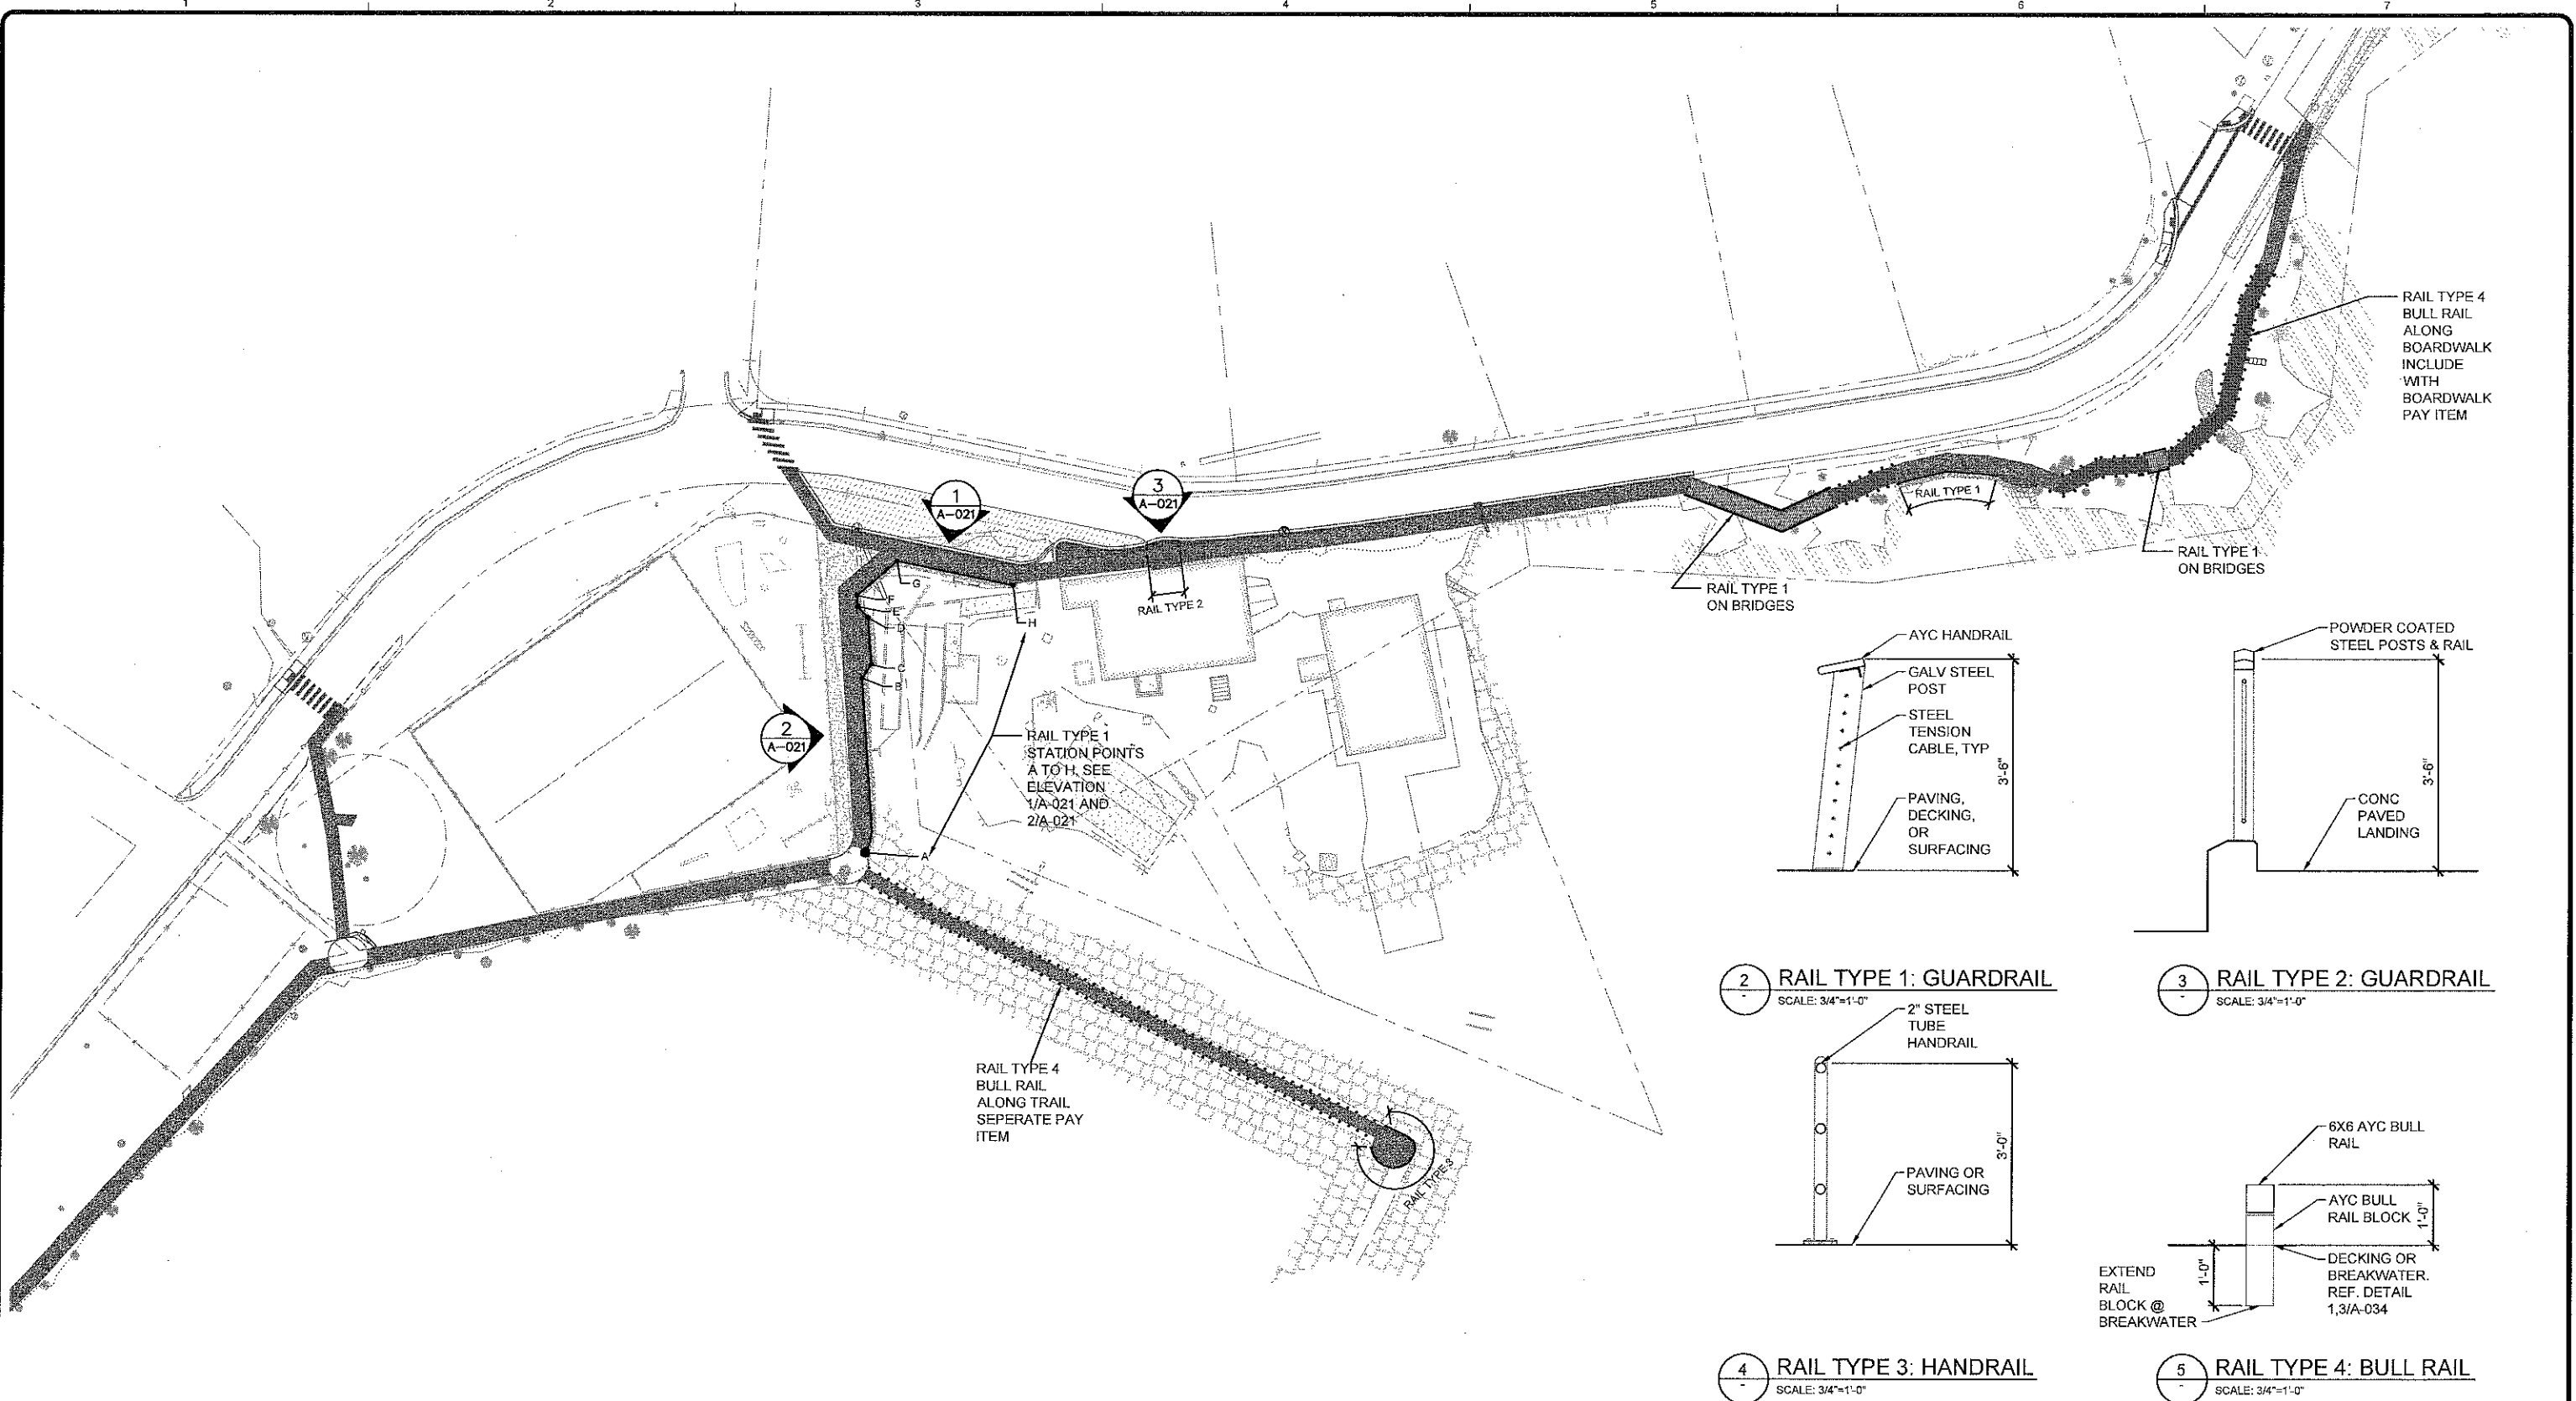 1
2
3
4
5
6
7
RAIL TYPE 4
BULL RAIL
ALONG
BOARDWALK
INCLUDE
WITH
BOARDWALK
PAY ITEM
1
A-021
3
A-021
RAIL TYPE 1
RAIL TYPE 1
ON BRIDGES
RAIL TYPE 1
ON BRIDGES
RAIL TYPE 2
G
F
E
D
H
C
B
2
A-021
RAIL TYPE 1
STATION POINTS
A TO H, SEE
ELEVATION
1/A-021 AND
2/A-021
A
RAIL TYPE 4
BULL RAIL
ALONG TRAIL
SEPERATE PAY
ITEM
RAIL TYPE 3
AYC HANDRAIL
GALV STEEL
POST
STEEL
TENSION
CABLE, TYP
PAVING,
DECKING,
OR
SURFACING
3'-6"
2
-
RAIL TYPE 1: GUARDRAIL
SCALE: 3/4"=1'-0"
POWDER COATED
STEEL POSTS & RAIL
CONC
PAVED
LANDING
3'-6"
3
-
RAIL TYPE 2: GUARDRAIL
SCALE: 3/4"=1'-0"
2" STEEL
TUBE
HANDRAIL
PAVING OR
SURFACING
3'-0"
4
-
RAIL TYPE 3: HANDRAIL
SCALE: 3/4"=1'-0"
6X6 AYC BULL
RAIL
AYC BULL
RAIL BLOCK
1'-0"
DECKING OR
BREAKWATER.
REF. DETAIL
1,3/A-034
1'-0"
EXTEND
RAIL
BLOCK @
BREAKWATER
5
-
RAIL TYPE 4: BULL RAIL
SCALE: 3/4"=1'-0"